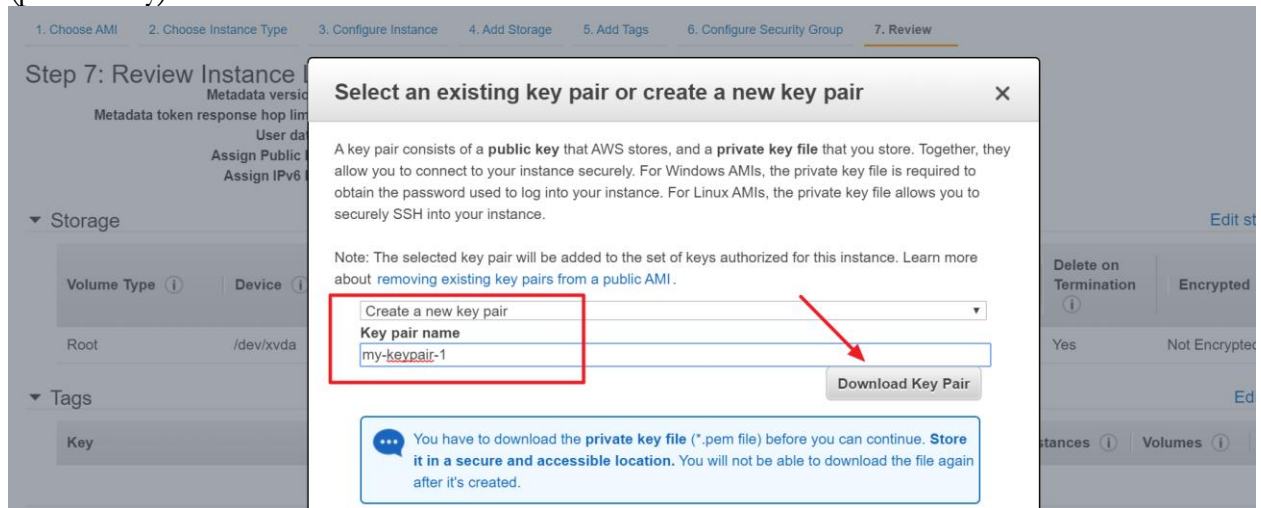 1. Choose AMI 2. Choose Instance Type 3. Configure Instance 4. Add Storage 5. Add Tags 6. Configure Security Group 7. Review
Step 7: Review Instance
Metadata
Metadata token response hop
User
Assign Public
Assign IPv6
Select an existing key pair or create a new key pair
A key pair consists of a public key that AWS stores, and a private key file that you store. Together, they
allow you to connect to your instance securely. For Windows AMIs, the private key file is required to
obtain the password used to log into your instance. For Linux AMIs, the private key file allows you to
securely SSH into your instance.
Note: The selected key pair will be added to the set of keys authorized for this instance. Learn more
about removing existing key pairs from a public AMI.
Create a new key pair
Key pair name
my-keypair-1
Download Key Pair
You have to download the private key file (*.pem file) before you can continue. Store
it in a secure and accessible location. You will not be able to download the file again
after it's created.
Storage
Edit
Volume Type Device
Delete on
Termination
Encrypted
Root /dev/xvda Yes Not Encrypted
Tags
Key Volumes